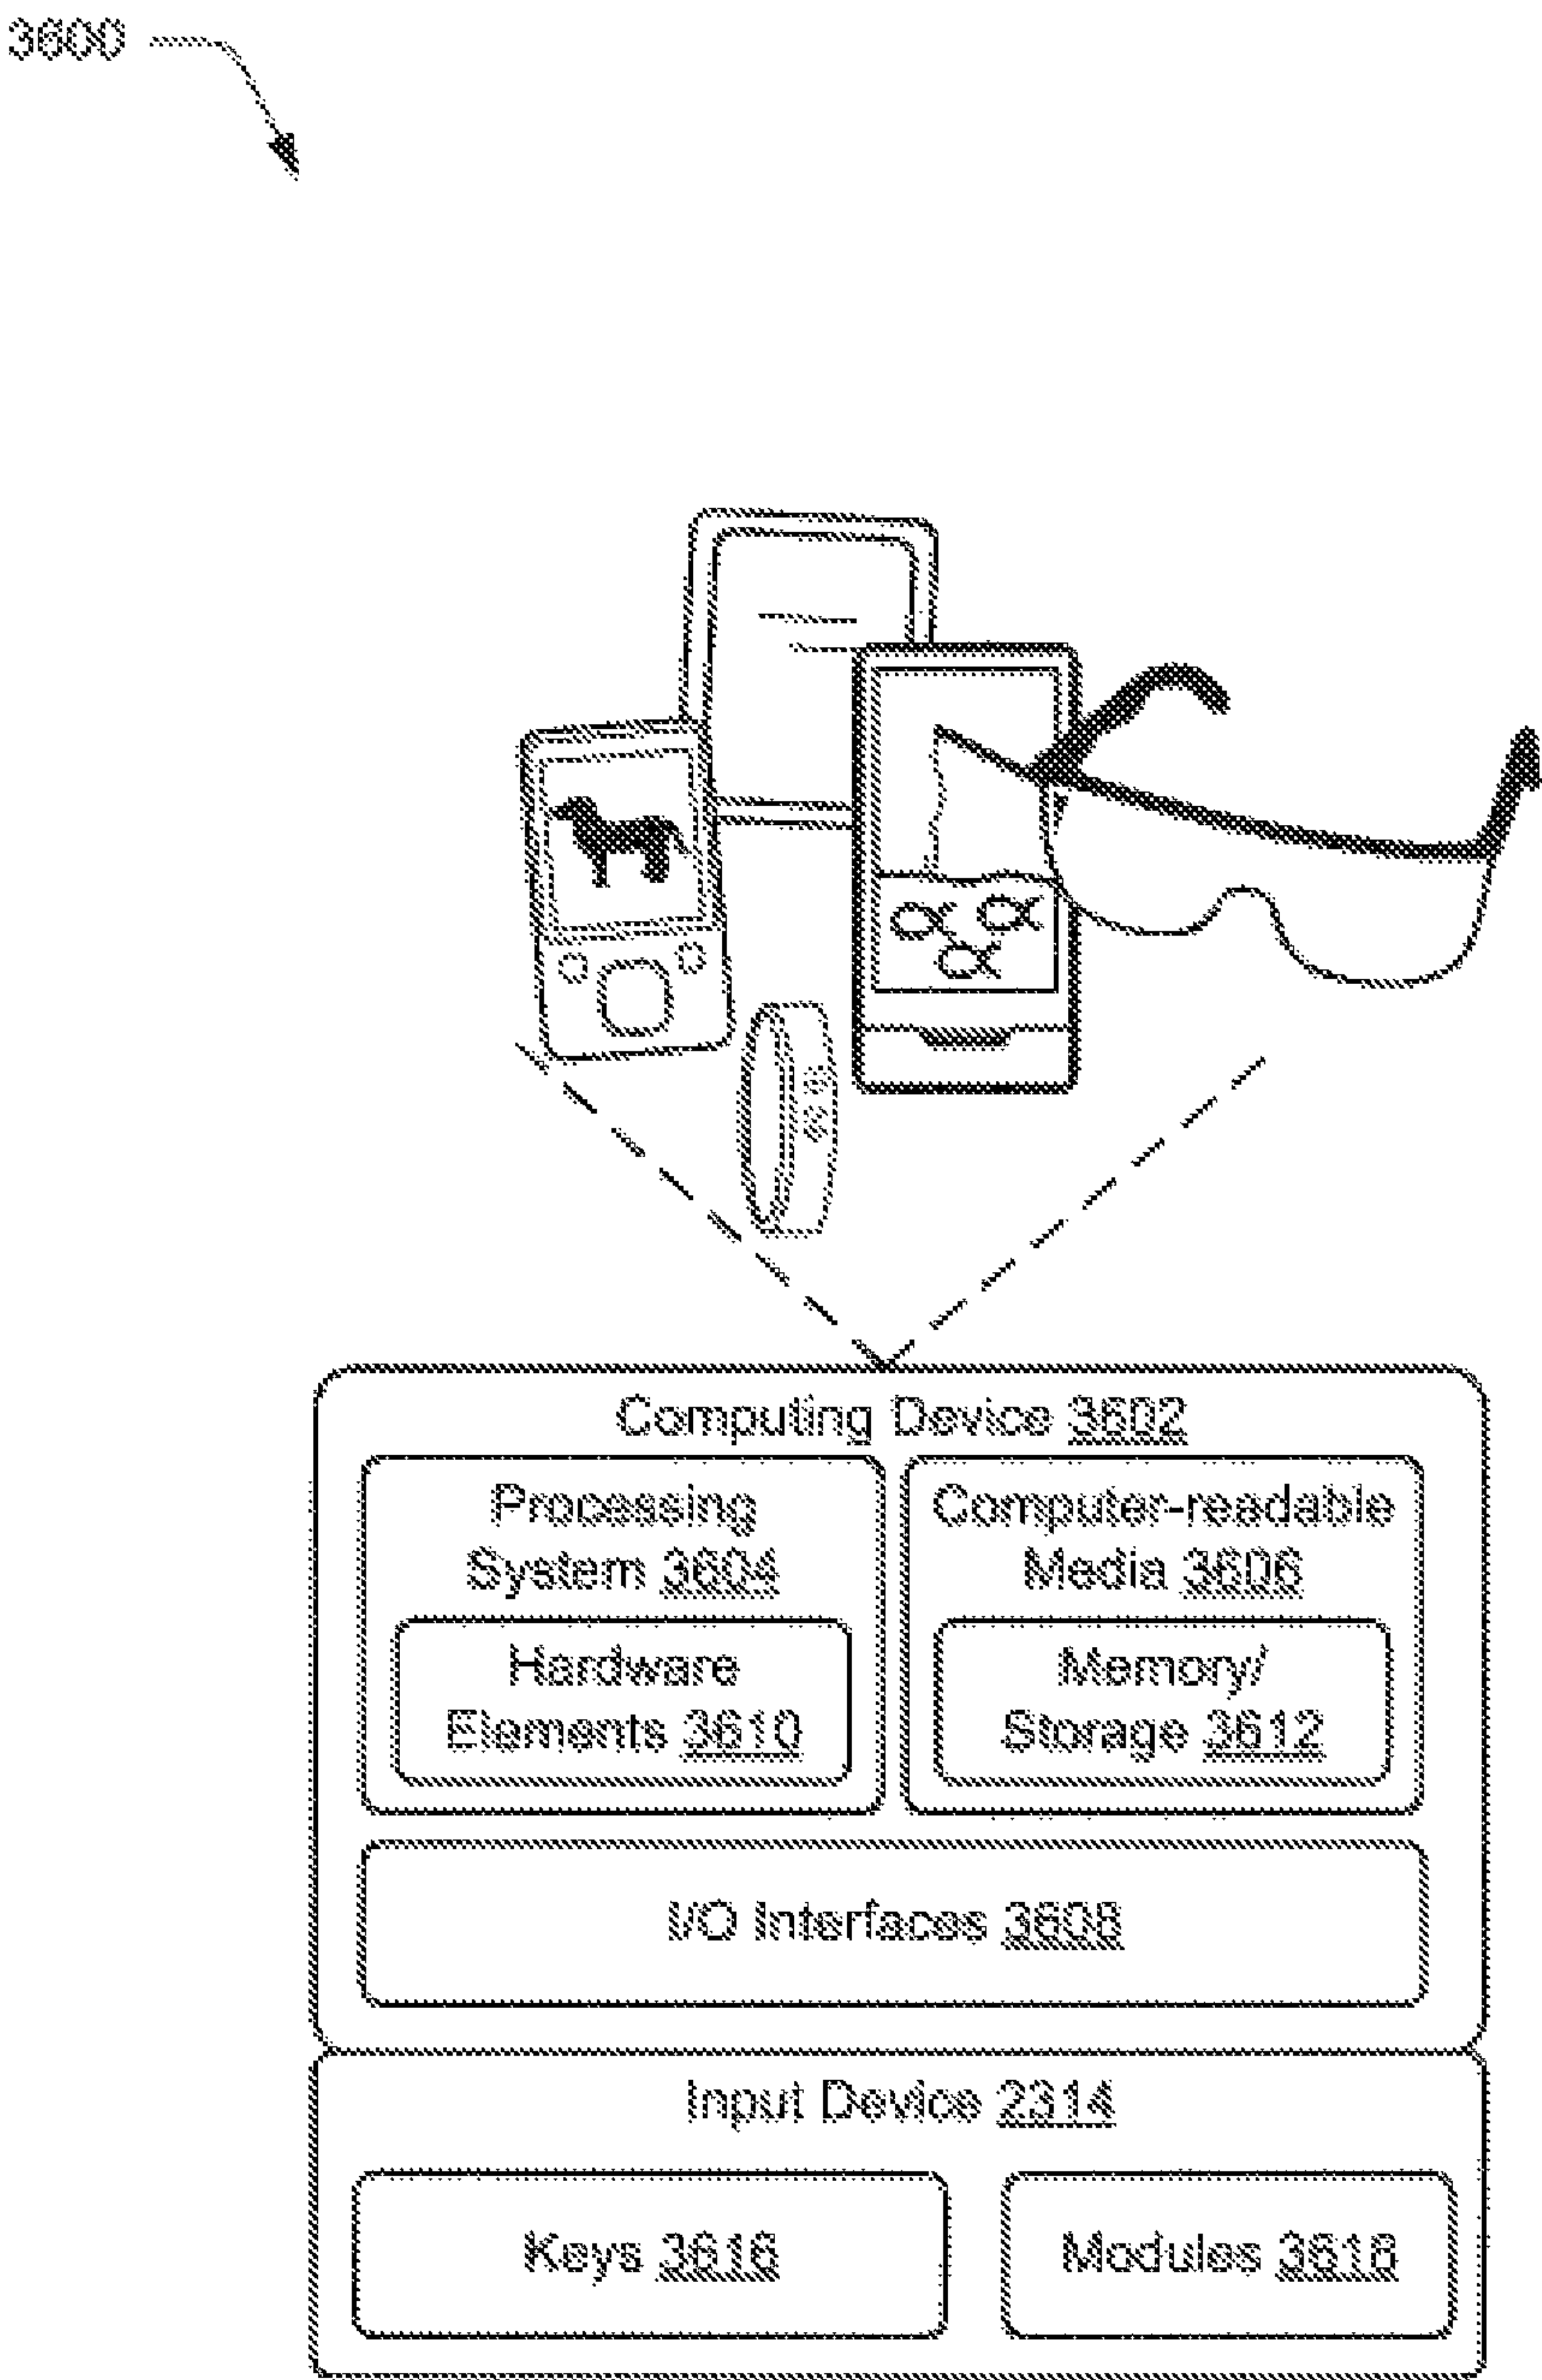 3600
Computing Device 3602
Processing
System 3604
Hardware
Elements 3610
Computer-readable
Media 3606
Memory/
Storage 3612
I/O Interfaces 3608
Input Device 2314
Keys 3616
Modules 3618